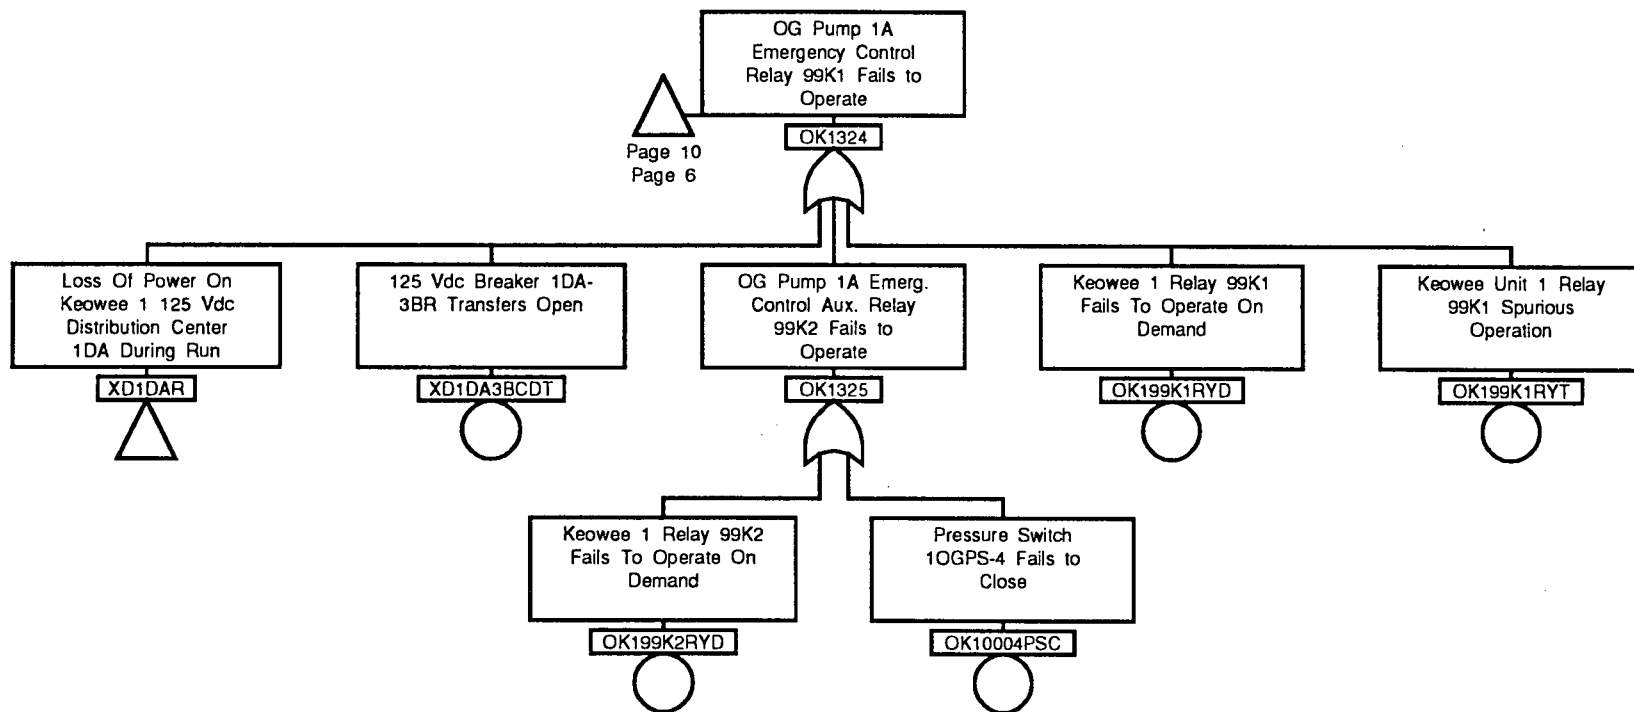 OG Pump 1A
Emergency Control
Relay 99K1 Fails to
Operate
OK1324
Page 10
Page 6
Loss Of Power On
Keowee 1 125 Vdc
Distribution Center
1DA During Run
XD1DAR
125 Vdc Breaker 1DA-
3BR Transfers Open
XD1DA3BCDT
OG Pump 1A Emerg.
Control Aux. Relay
99K2 Fails to
Operate
OK1325
Keowee 1 Relay 99K1
Fails To Operate On
Demand
OK199K1RYD
Keowee Unit 1 Relay
99K1 Spurious
Operation
OK199K1RYT
Keowee 1 Relay 99K2
Fails To Operate On
Demand
OK199K2RYD
Pressure Switch
1OGPS-4 Fails to
Close
OK10004PSC